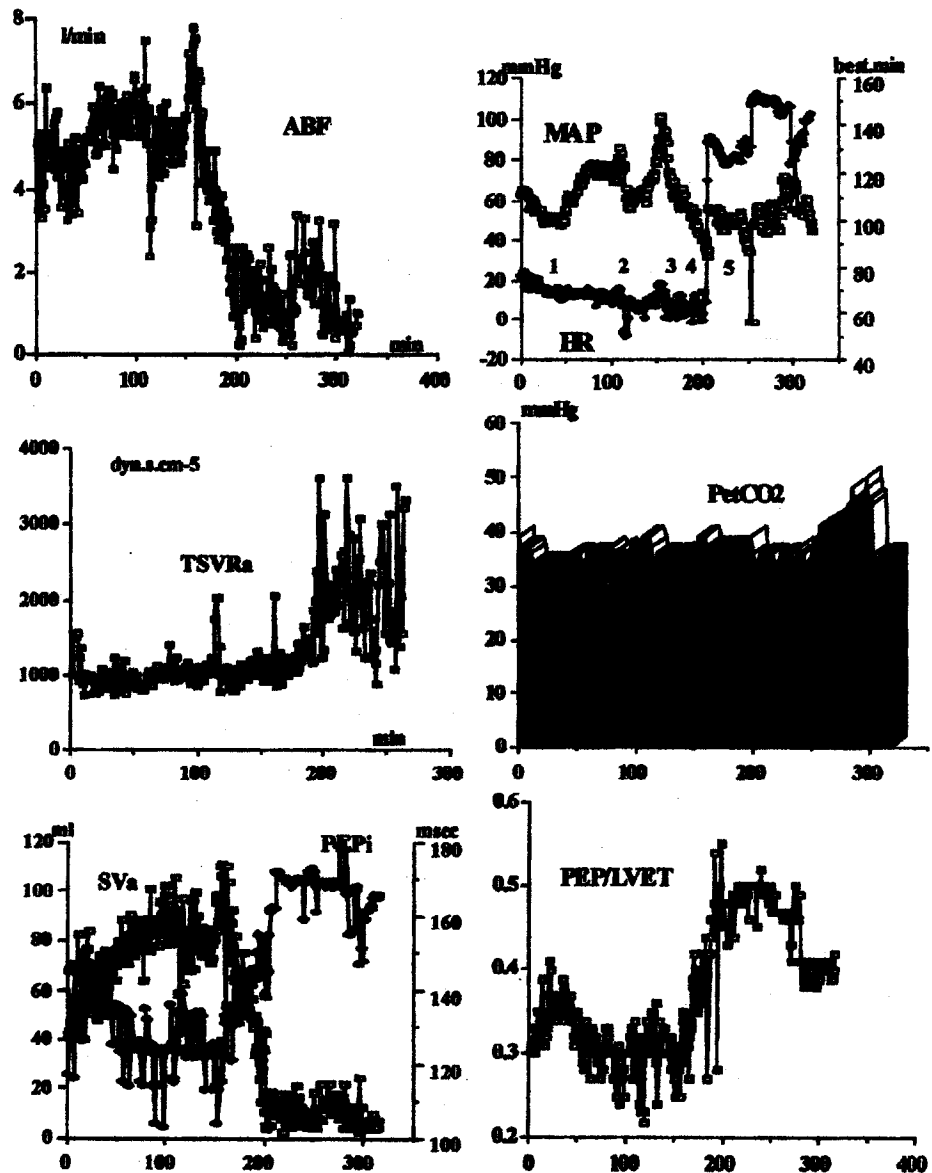 8
l/min
6
ABF
4
2
0
min
0 100 200 300 400
mmHg
best.min
120
160
100
MAP
140
80
120
60
40
100
20
1 2 3 4 5
80
0
60
HR
-20
40
0 100 200 300
4000
dyn.s.cm-5
3000
TSVRa
2000
1000
0
min
0 100 200 300
mmHg
60
50
PetCO2
40
30
20
10
0
0 100 200 300
ml
PEPi
msec
120
180
SVa
100
160
80
60
140
40
120
20
0
100
0 100 200 300
0.6
PEP/LVET
0.5
0.4
0.3
0.2
0 100 200 300 400